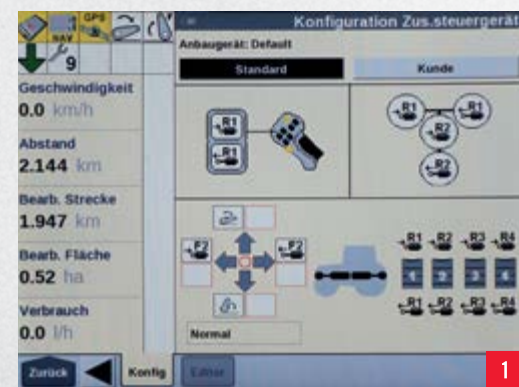 GPS
NAV
9
Konfiguration Zus.steuergerät
Anbaugerät: Default
Standard
Kunde
Geschwindigkeit
0.0 km/h
Abstand
2.144 km
Bearb. Strecke
1.947 km
Bearb. Fläche
0.52 ha
Verbrauch
0.0 l/h
R1
R1
R1
R1
R2
R2
F2
F2
R1 R2 R3 R4
1 2 3 4
R1 R2 R3 R4
Normal
Zurück
Konfig
Editor
1